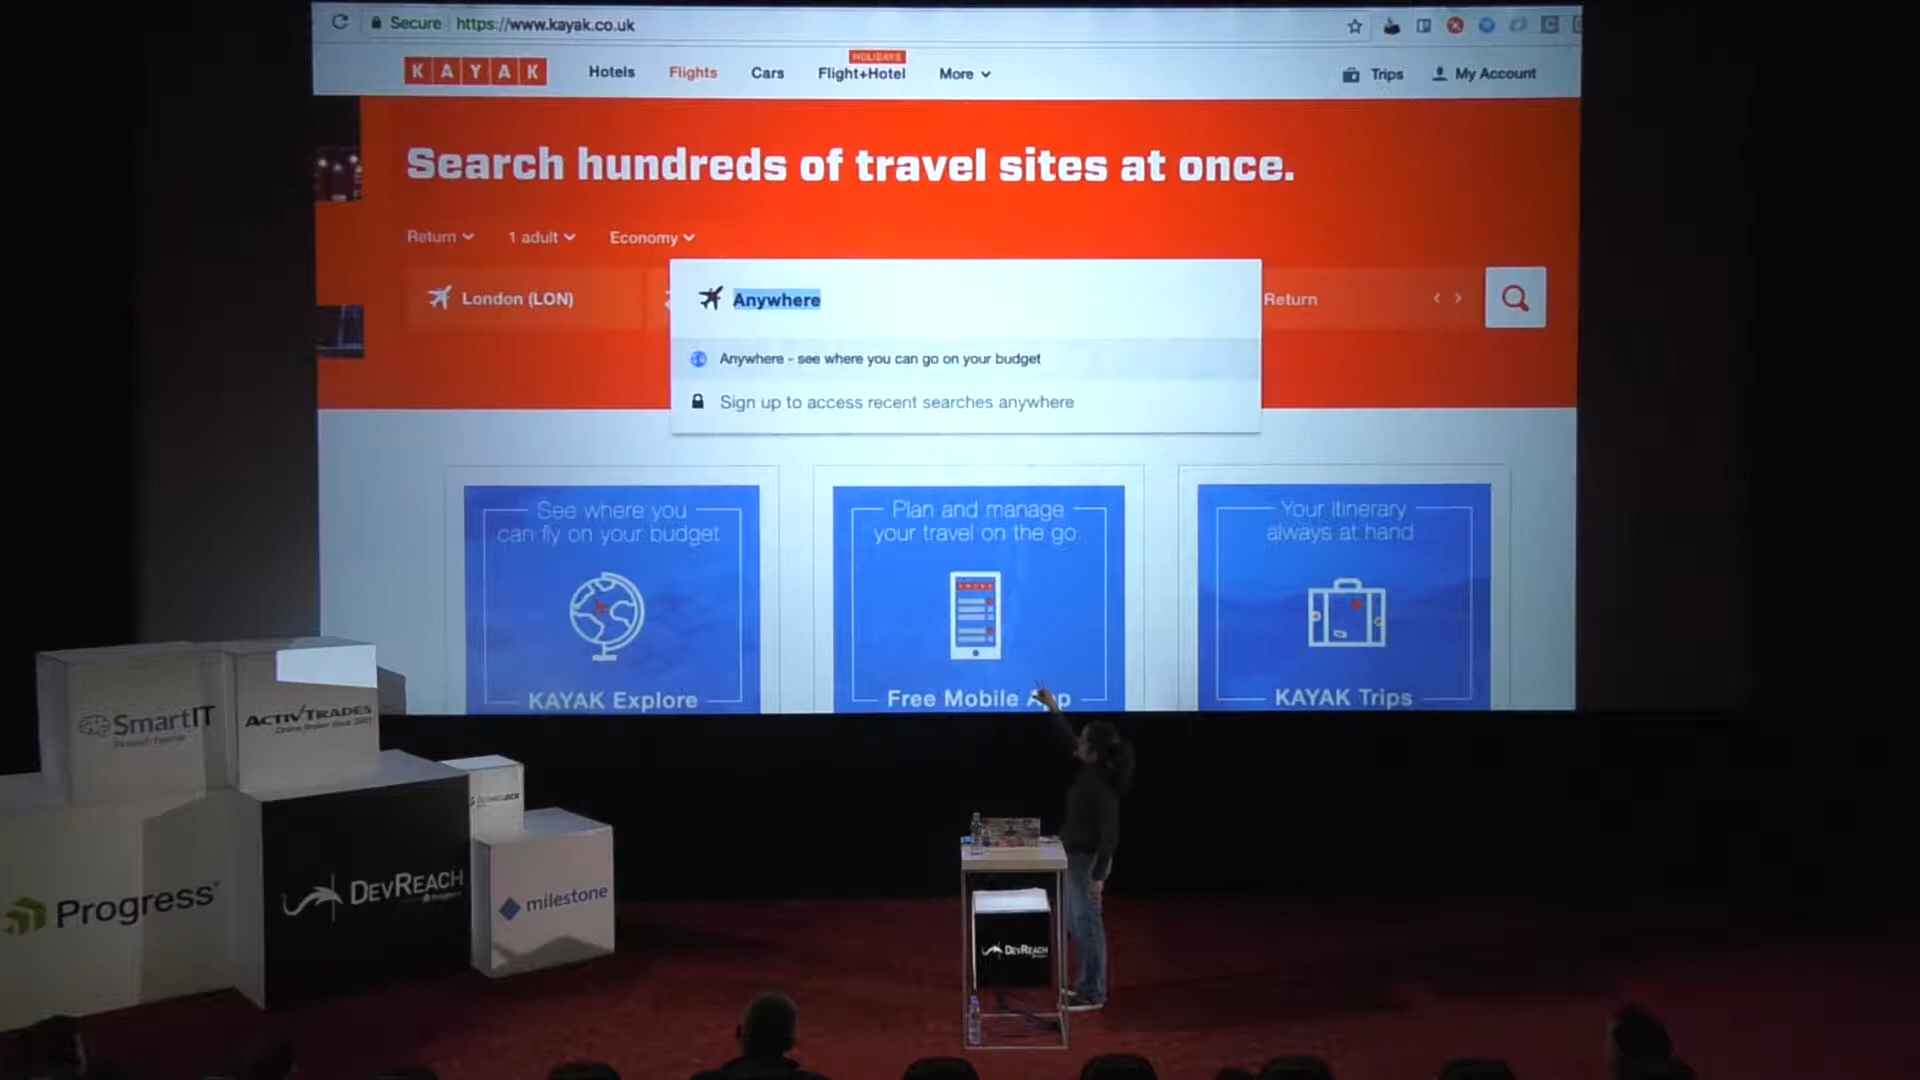 Secure https://www.kayak.co.uk
KAYAK Hotels Flights Cars Flight+Hotel More Trips My Account
HOLIDAYS
Search hundreds of travel sites at once.
Return 1 adult Economy
London (LON) Anywhere Return
Anywhere - see where you can go on your budget
Sign up to access recent searches anywhere
See where you
can fly on your budget
KAYAK Explore
Plan and manage
your travel on the go
Free Mobile App
Your itinerary
always at hand
KAYAK Trips
SmartIT
ACTIVTRADES
Progress
DEVREACH
milestone
DEVREACH